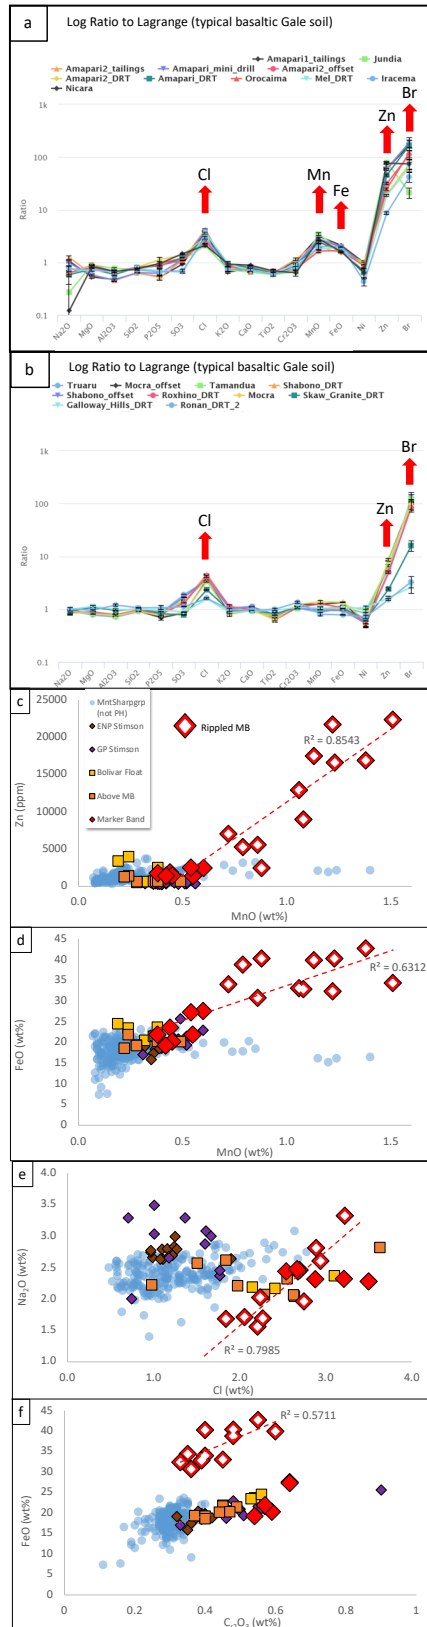 a
Log Ratio to Lagrange (typical basaltic Gale soil)
Amapari1_tailings Jundia
Amapari2_tailings Amapari_mini_drill Amapari2_offset
Amapari2_DRT Amapari_DRT Orocaima Mel_DRT Iracema
Nicara
Br
Zn
Cl Mn
Fe
1k
100
10
1
0.1
Ratio
Na2O MgO Al2O3 SiO2 P2O5 SO3 Cl K2O CaO TiO2 Cr2O3 MnO FeO Ni Zn Br
b
Log Ratio to Lagrange (typical basaltic Gale soil)
Truaru Mocra_offset Tamandua Shabono_DRT
Shabono_offset Roxhino_DRT Mocra Skaw_Granite_DRT
Galloway_Hills_DRT Ronan_DRT_2
Br
Zn
Cl
1k
100
10
1
0.1
Ratio
Na2O MgO Al2O3 SiO2 P2O5 SO3 Cl K2O CaO TiO2 Cr2O3 MnO FeO Ni Zn Br
c
25000
20000
15000
10000
5000
0
Zn (ppm)
MntSharpgrp
(not PH)
ENP Stimson
GP Stimson
Bolivar Float
Above MB
Marker Band
Rippled MB
R² = 0.8543
0.0 0.5 1.0 1.5
MnO (wt%)
d
45
40
35
30
25
20
15
10
5
0
FeO (wt%)
R² = 0.6312
0.0 0.5 1.0 1.5
MnO (wt%)
e
4.0
3.5
3.0
2.5
2.0
1.5
1.0
Na₂O (wt%)
R² = 0.7985
0.0 1.0 2.0 3.0 4.0
Cl (wt%)
f
45
40
35
30
25
20
15
10
5
0
FeO (wt%)
R² = 0.5711
0 0.2 0.4 0.6 0.8 1
Cr₂O₃ (wt%)